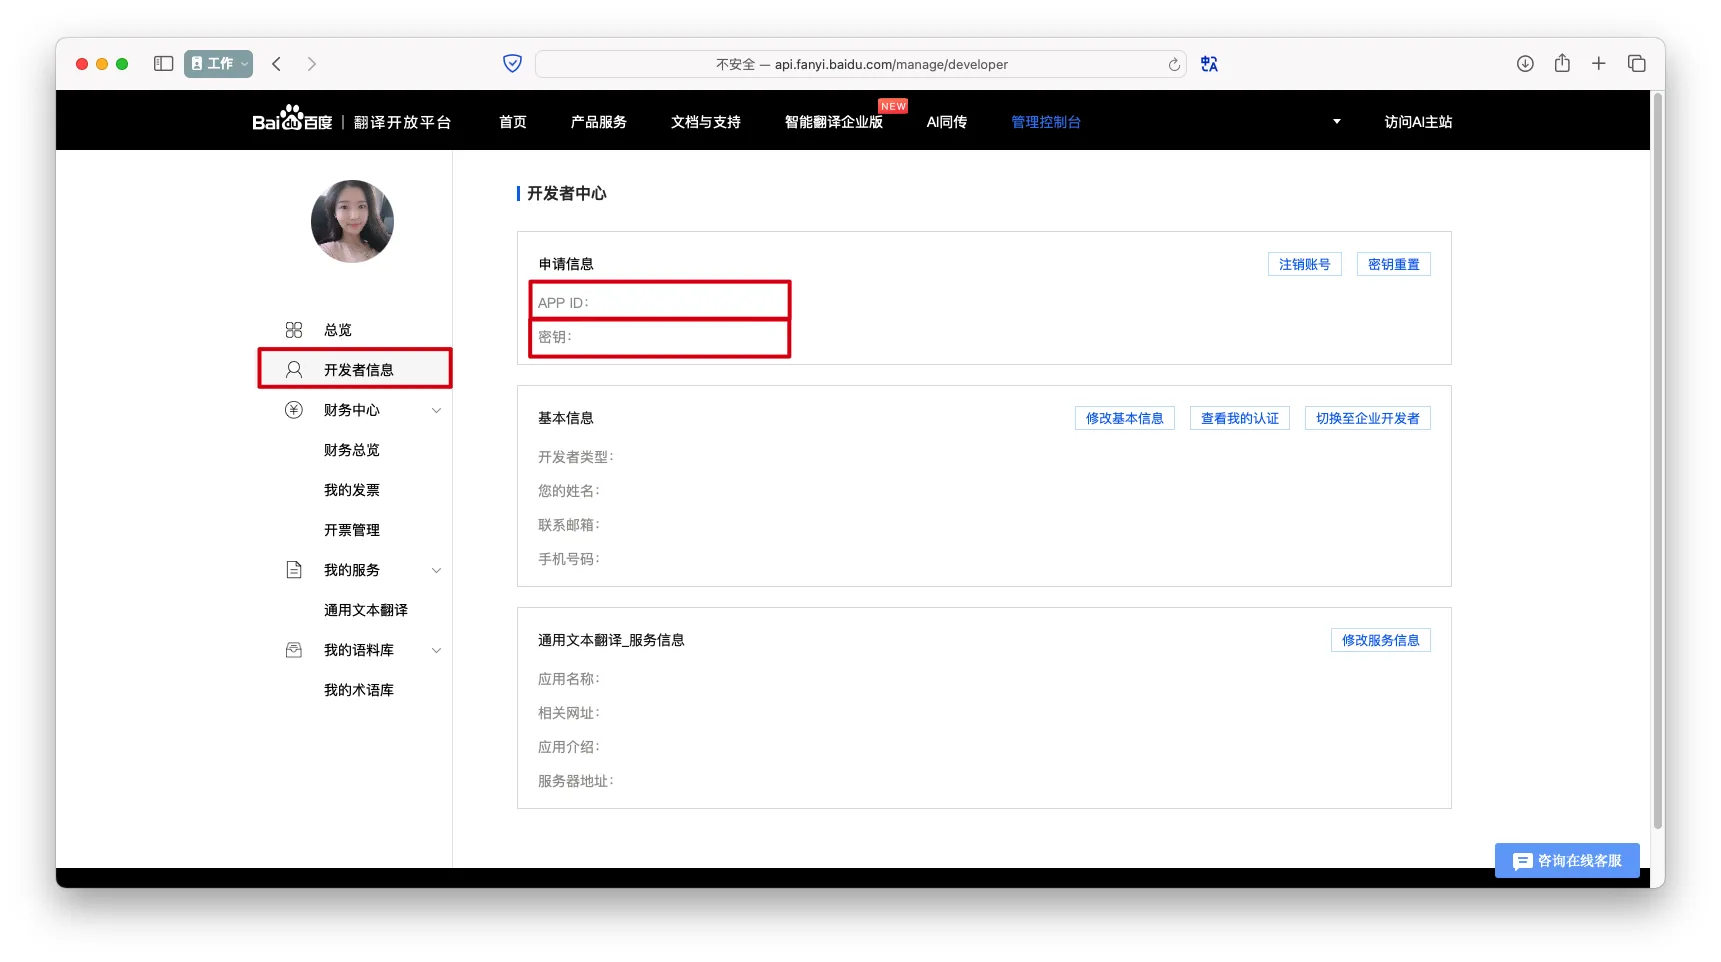 工作
不安全 — api.fanyi.baidu.com/manage/developer
Bai du 百度 | 翻译开放平台
首页
产品服务
文档与支持
智能翻译企业版
NEW
AI同传
管理控制台
访问AI主站
总览
开发者信息
财务中心
财务总览
我的发票
开票管理
我的服务
通用文本翻译
我的语料库
我的术语库
开发者中心
申请信息
注销账号
密钥重置
APP ID：
密钥：
基本信息
修改基本信息
查看我的认证
切换至企业开发者
开发者类型：
您的姓名：
联系邮箱：
手机号码：
通用文本翻译_服务信息
修改服务信息
应用名称：
相关网址：
应用介绍：
服务器地址：
咨询在线客服